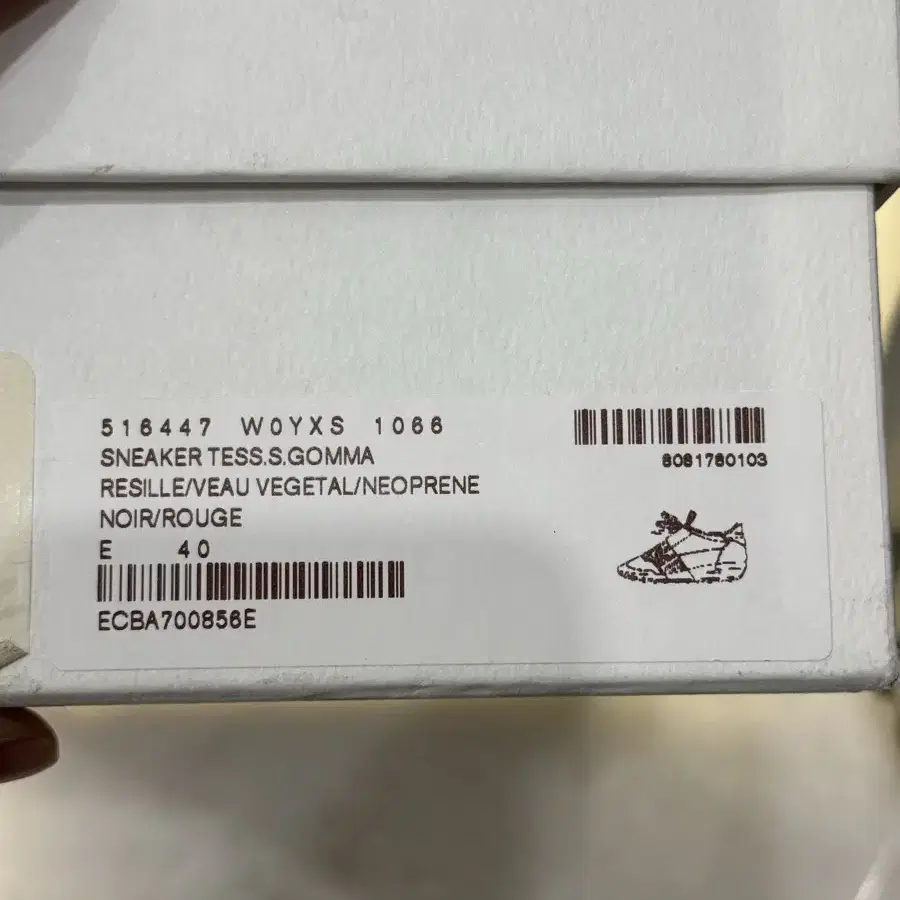 516447 W0YXS 1066
8061780103
SNEAKER TESS.S.GOMMA
RESILLE/VEAU VEGETAL/NEOPRENE
NOIR/ROUGE
E 40
ECBA700856E